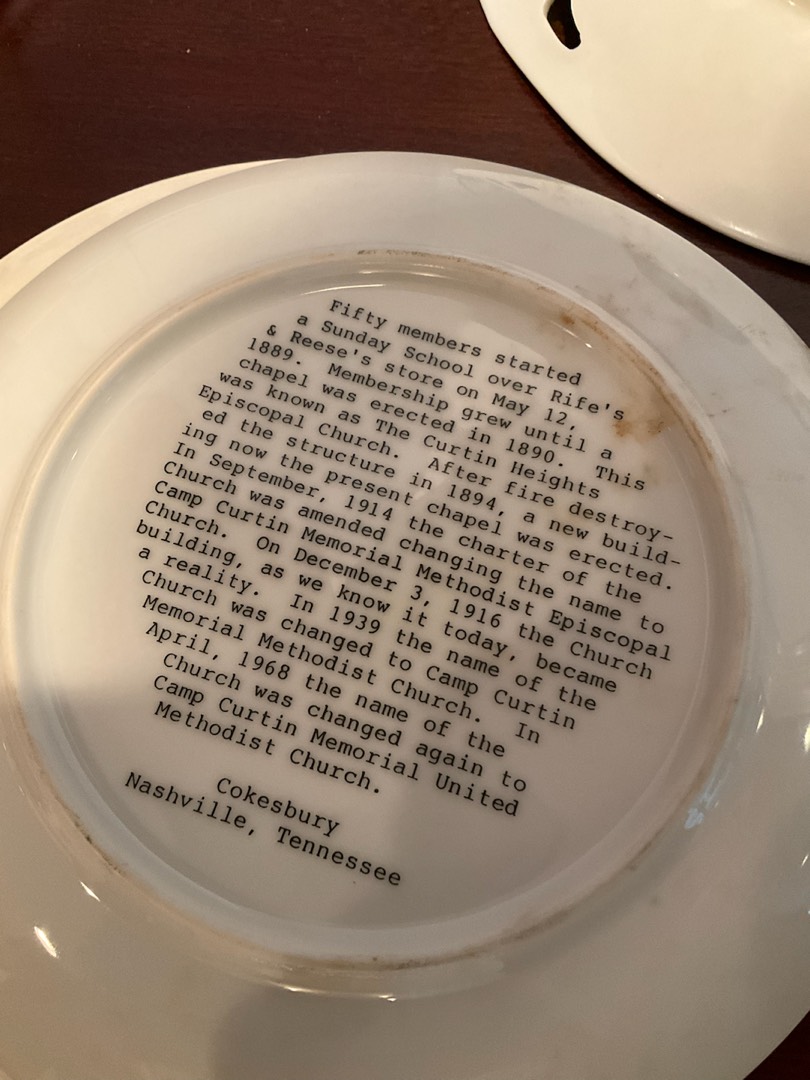 Fifty members started
a Sunday School over Rife's
& Reese's store on May 12,
1889. Membership grew until a
chapel was erected in 1890. This
was known as The Curtin Heights
Episcopal Church. After fire destroy-
ed the structure in 1894, a new build-
ing now the present chapel was erected.
In September, 1914 the charter of the
Church was amended changing the name to
Camp Curtin Memorial Methodist Episcopal
Church. On December 3, 1916 the Church
building, as we know it today, became
a reality. In 1939 the name of the
Church was changed to Camp Curtin
Memorial Methodist Church. In
April, 1968 the name of the
Church was changed again to
Camp Curtin Memorial United
Methodist Church.
Cokesbury
Nashville, Tennessee